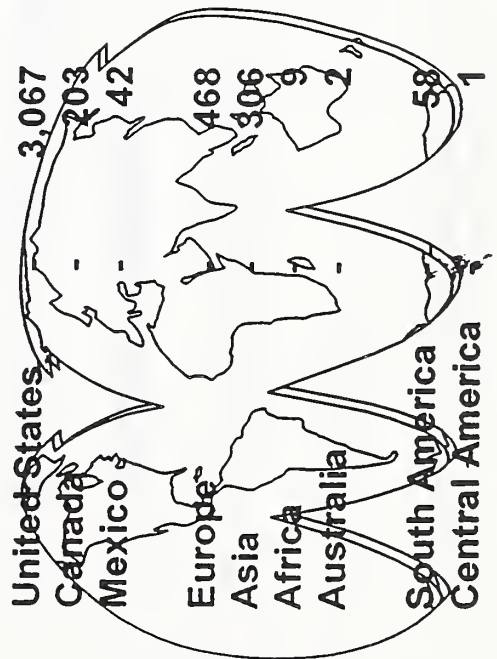 United States 3,067
Canada - 203
Mexico - 42
Europe - 468
Asia - 306
Africa - 9
Australia - 2
South America - 58
Central America - 1